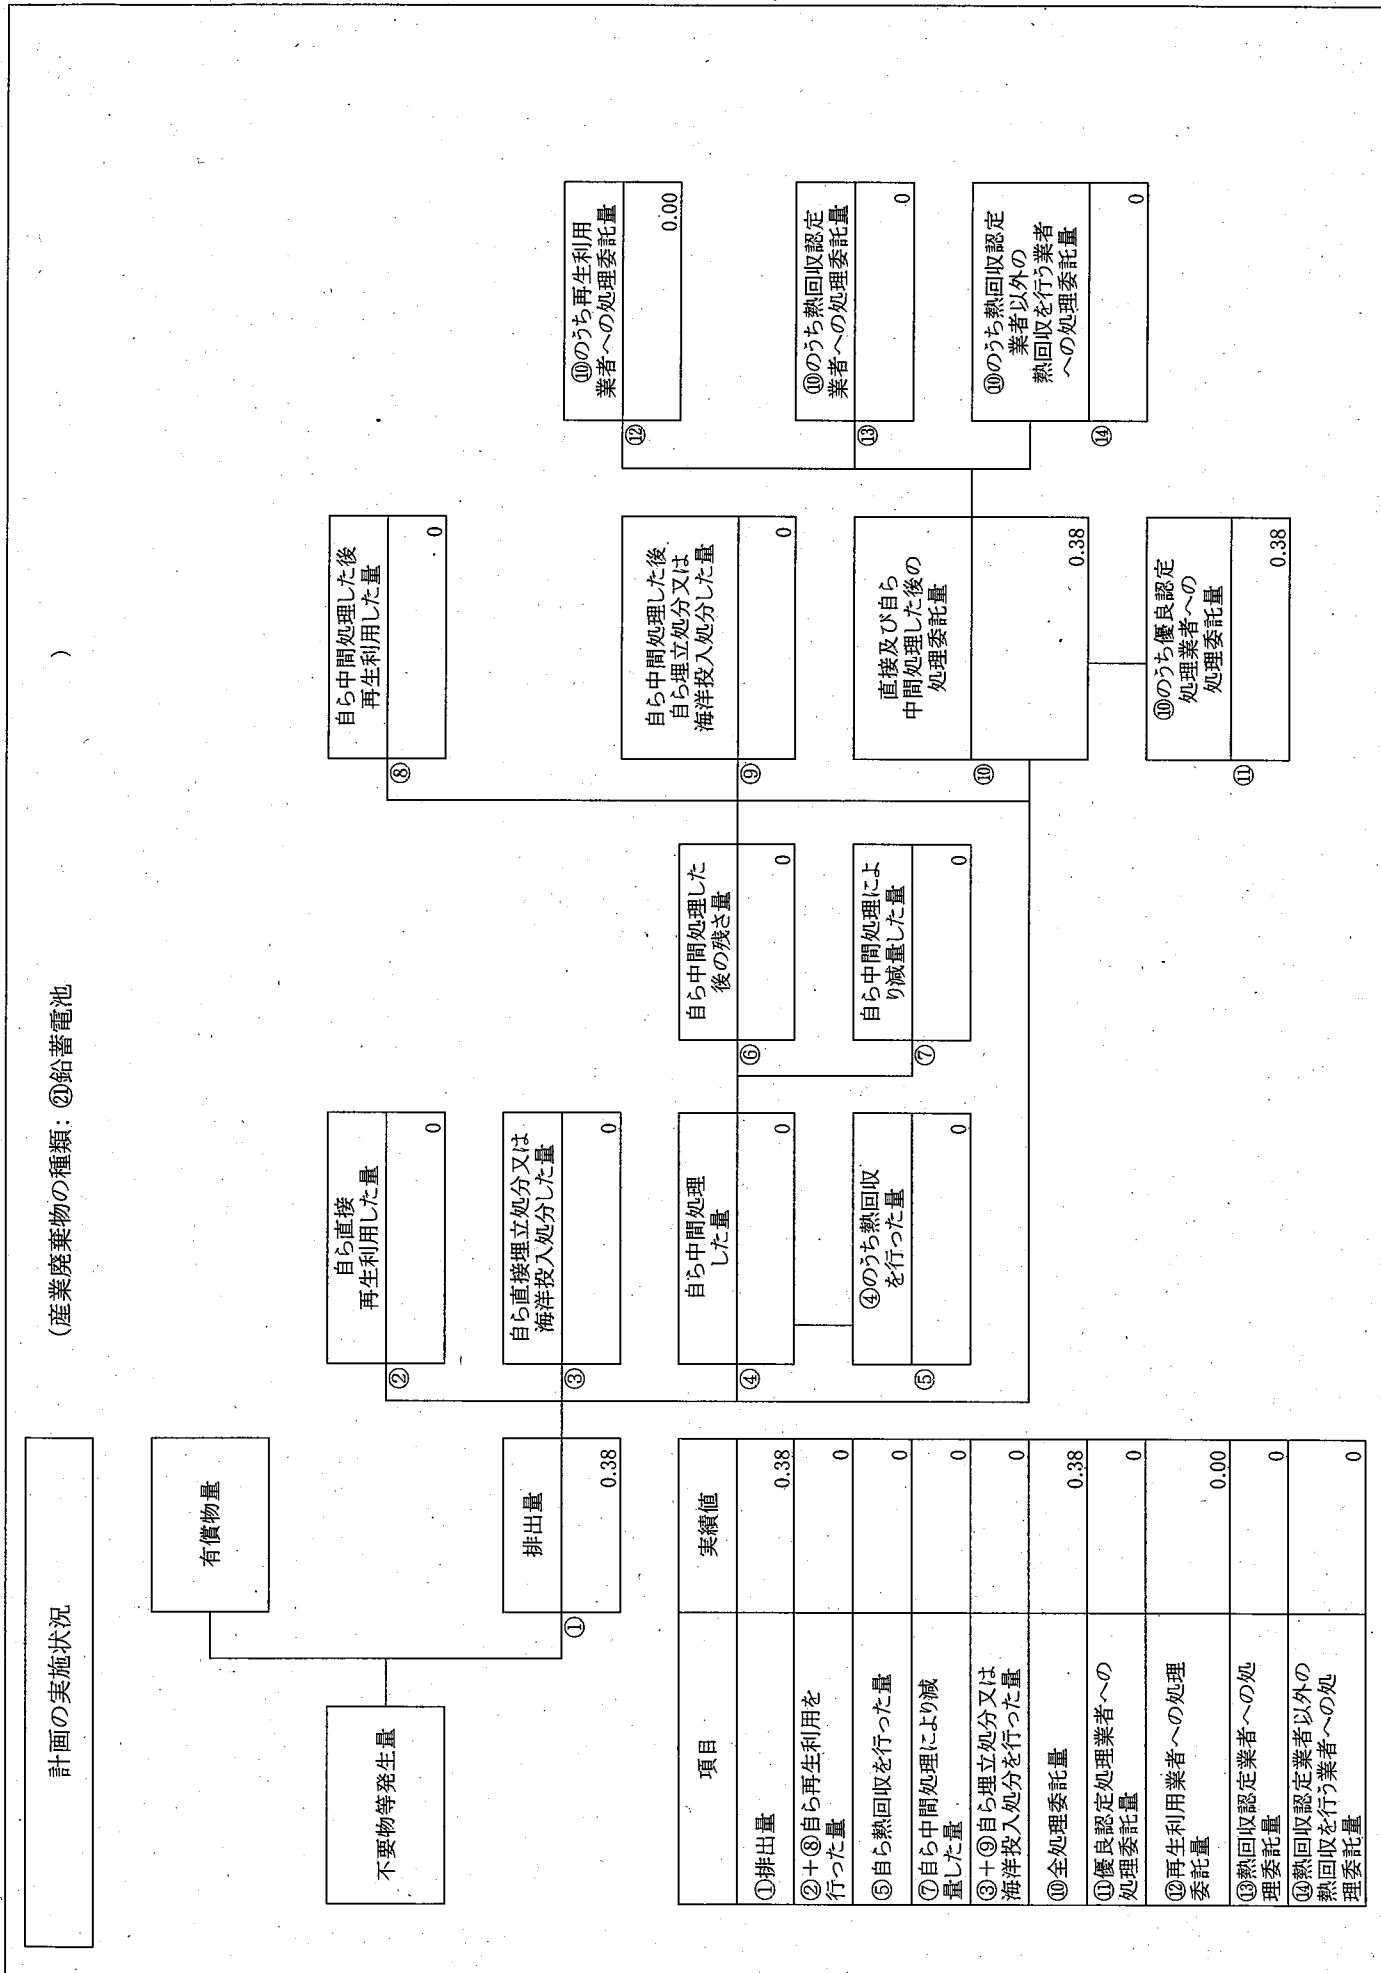 計画の実施状況
(産業廃棄物の種類：㉑鉛蓄電池 )
不要物等発生量
有償物量
①
排出量
0.38
②
自ら直接
再生利用した量
0
③
自ら直接埋立処分又は
海洋投入処分した量
0
④
自ら中間処理
した量
0
⑤
④のうち熱回収
を行った量
0
⑥
自ら中間処理した
後の残さ量
0
⑦
自ら中間処理によ
り減量した量
0
⑧
自ら中間処理した後
再生利用した量
0
⑨
自ら中間処理した後
自ら埋立処分又は
海洋投入処分した量
0
⑩
直接及び自ら
中間処理した後の
処理委託量
0.38
⑪
⑩のうち優良認定
処理業者への
処理委託量
0.38
⑫
⑩のうち再生利用
業者への処理委託量
0.00
⑬
⑩のうち熱回収認定
業者への処理委託量
0
⑭
⑩のうち熱回収認定
業者以外の
熱回収を行う業者
への処理委託量
0
項目 実績値
①排出量 0.38
②＋⑧自ら再生利用を
行った量 0
⑤自ら熱回収を行った量 0
⑦自ら中間処理により減
量した量 0
③＋⑨自ら埋立処分又は
海洋投入処分を行った量 0
⑩全処理委託量 0.38
⑪優良認定処理業者への
処理委託量 0
⑫再生利用業者への処理
委託量 0.00
⑬熱回収認定業者への処
理委託量 0
⑭熱回収認定業者以外の
熱回収を行う業者への処
理委託量 0